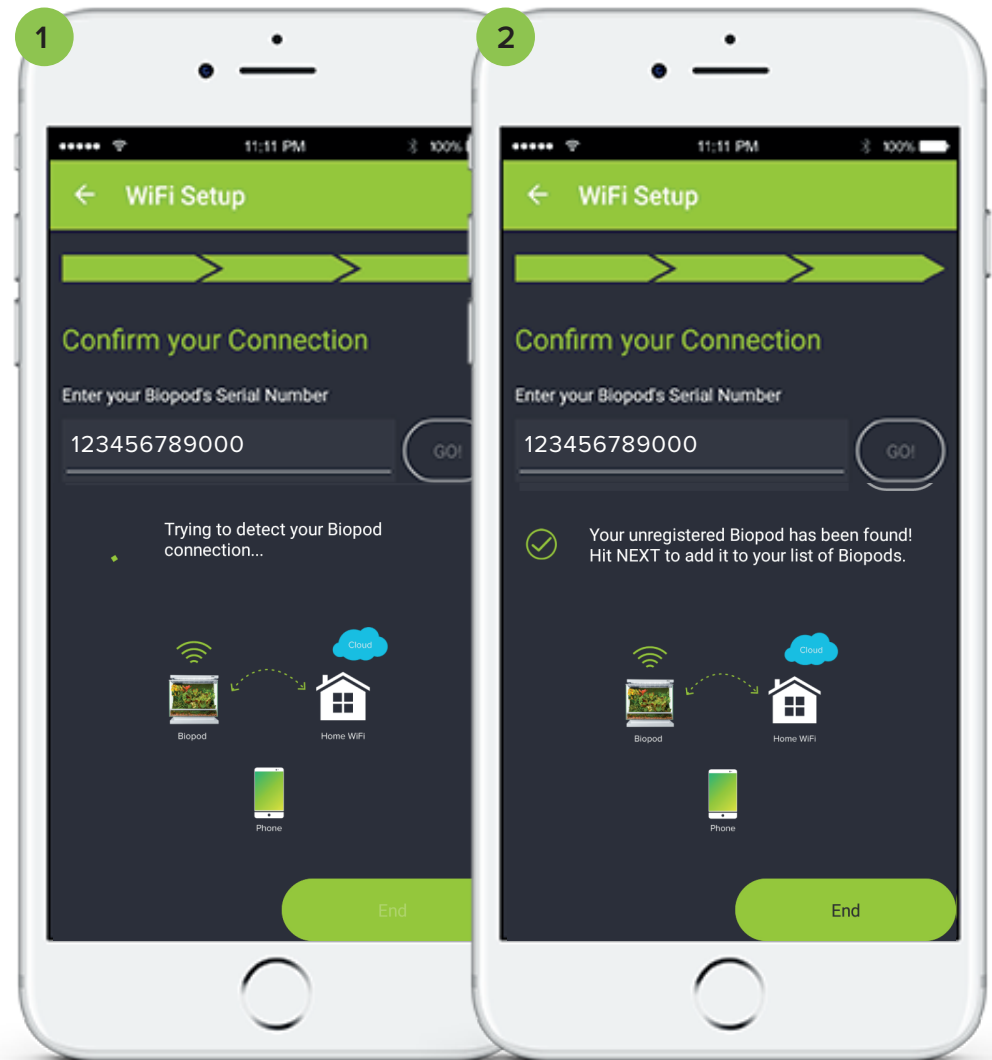 1
11:11 PM
100%
WiFi Setup
Confirm your Connection
Enter your Biopod's Serial Number
123456789000
GO!
Trying to detect your Biopod
connection...
Cloud
Biopod
Home WiFi
Phone
End
2
11:11 PM
100%
WiFi Setup
Confirm your Connection
Enter your Biopod's Serial Number
123456789000
GO!
Your unregistered Biopod has been found!
Hit NEXT to add it to your list of Biopods.
Cloud
Biopod
Home WiFi
Phone
End